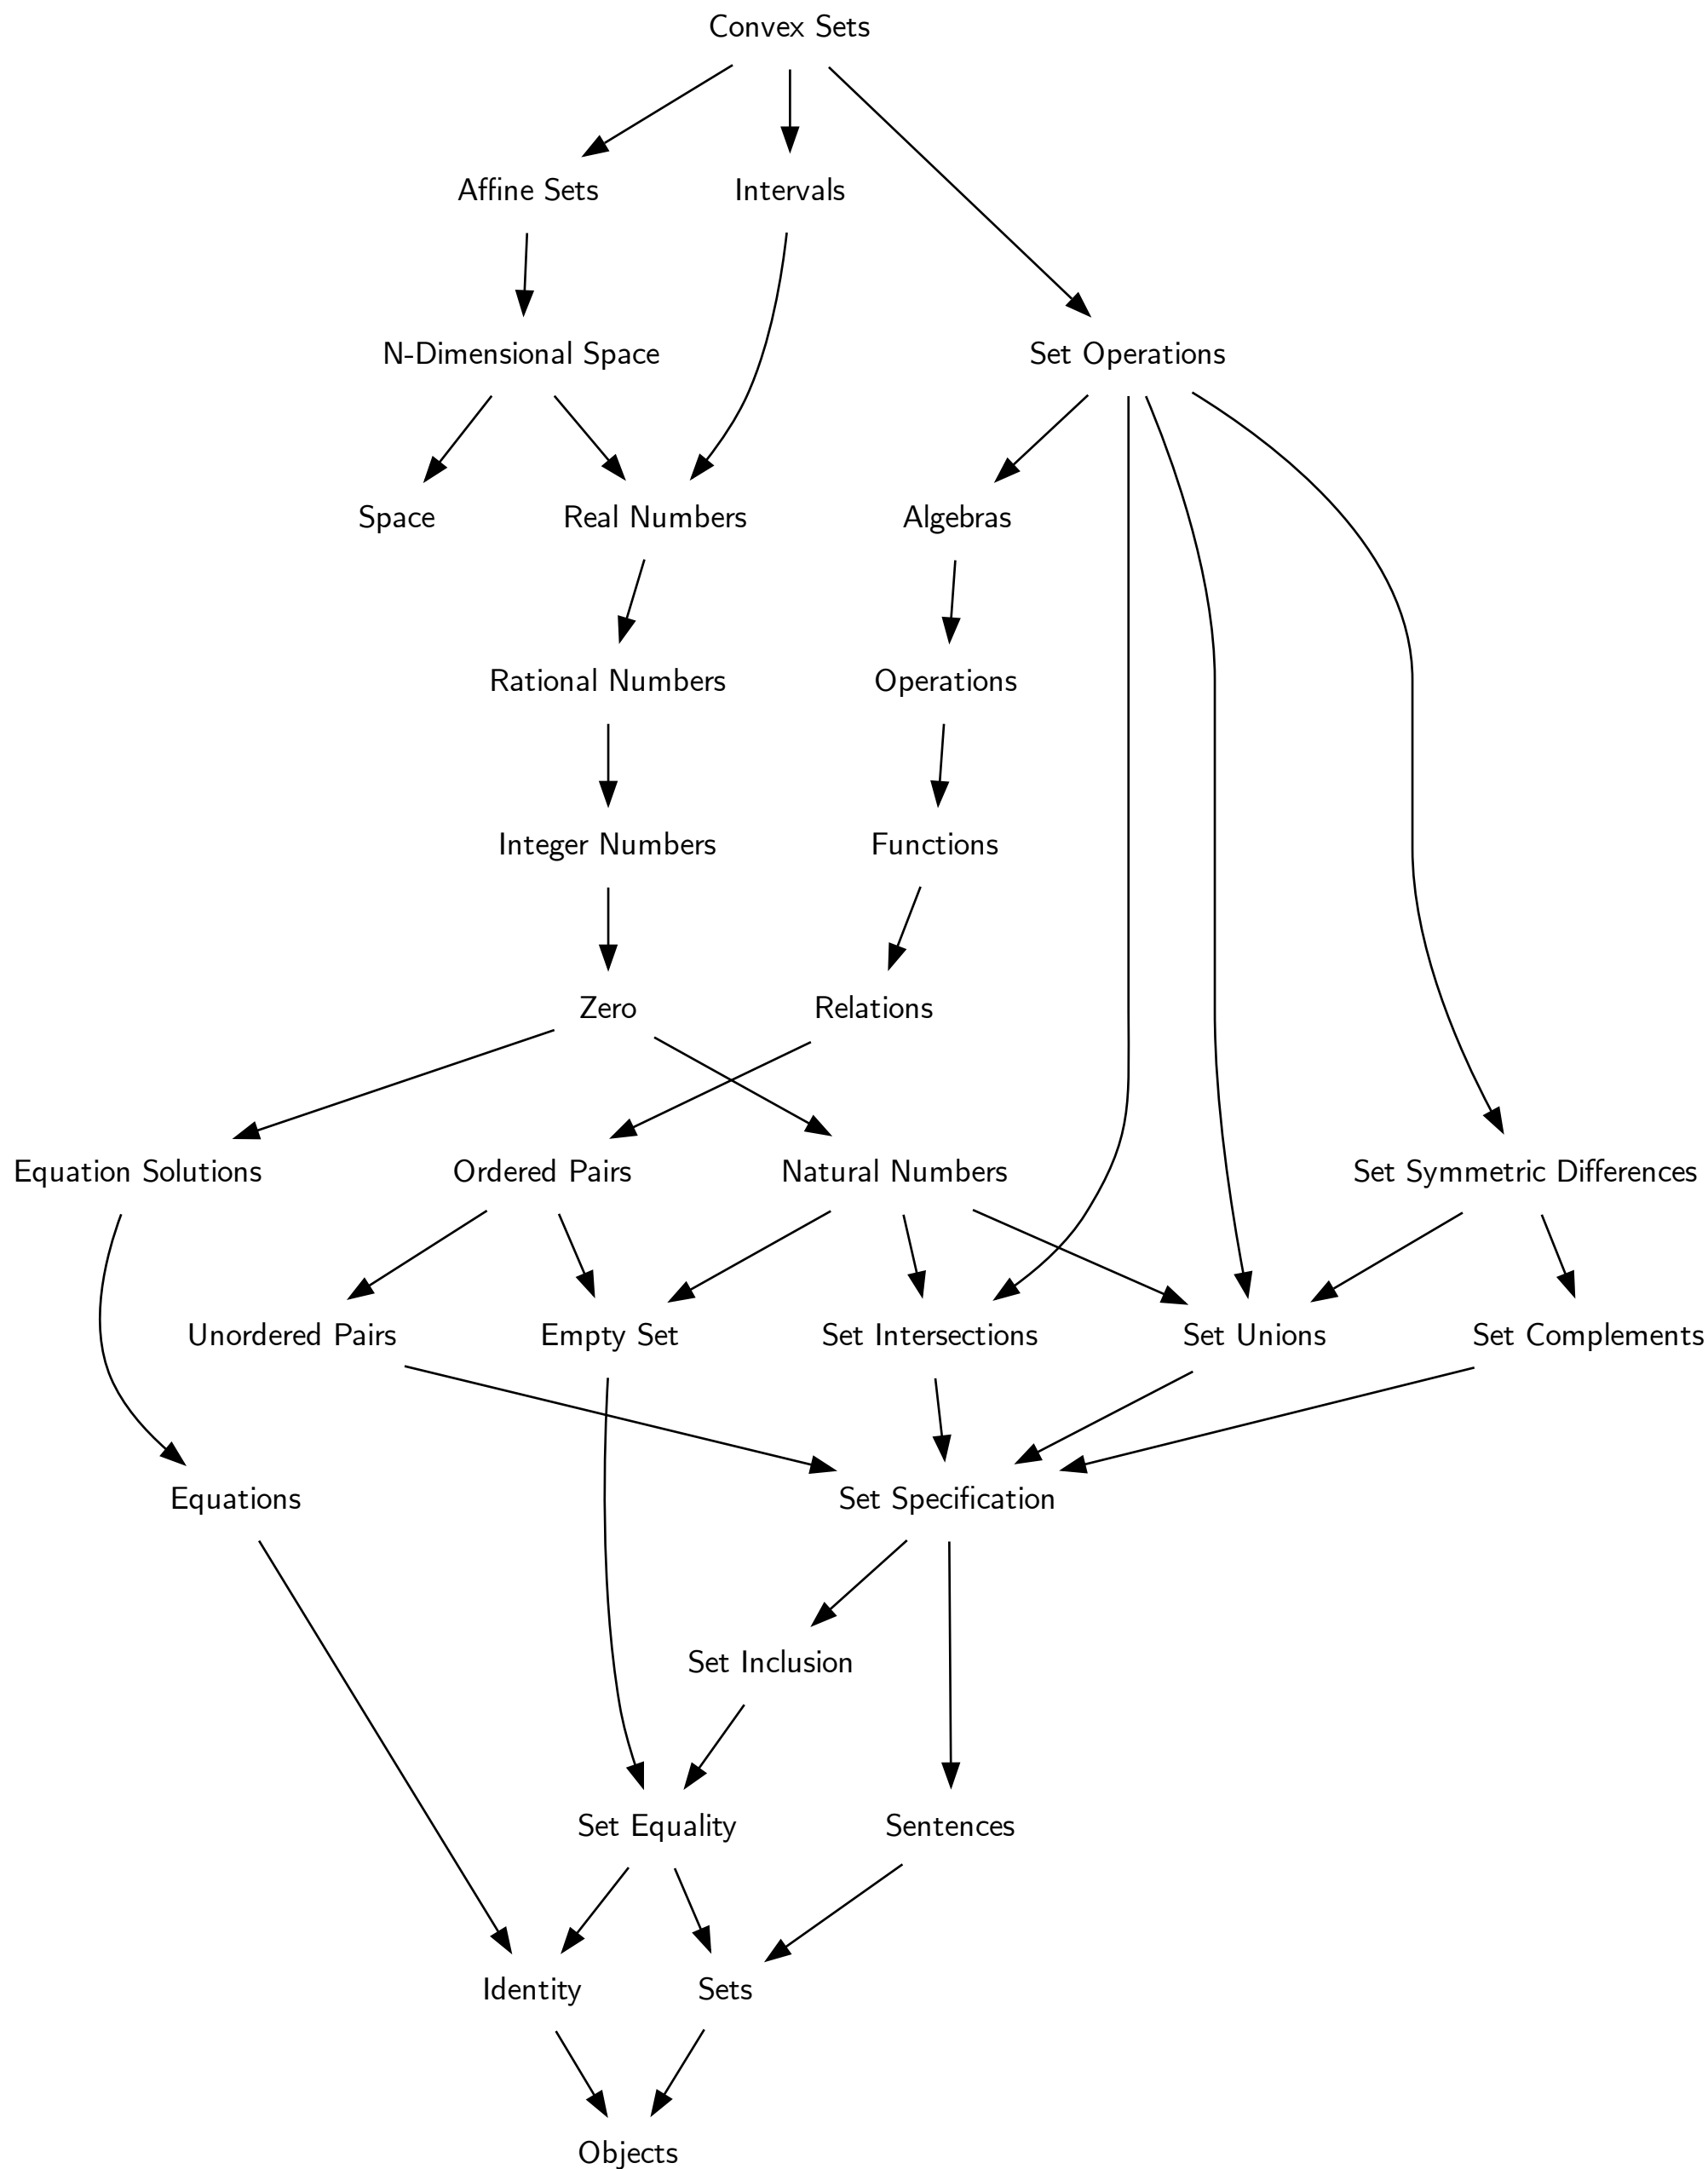 Convex Sets
Affine Sets
Intervals
N-Dimensional Space
Set Operations
Space
Real Numbers
Algebras
Rational Numbers
Operations
Integer Numbers
Functions
Zero
Relations
Equation Solutions
Ordered Pairs
Natural Numbers
Set Symmetric Differences
Unordered Pairs
Empty Set
Set Intersections
Set Unions
Set Complements
Equations
Set Specification
Set Inclusion
Set Equality
Sentences
Identity
Sets
Objects